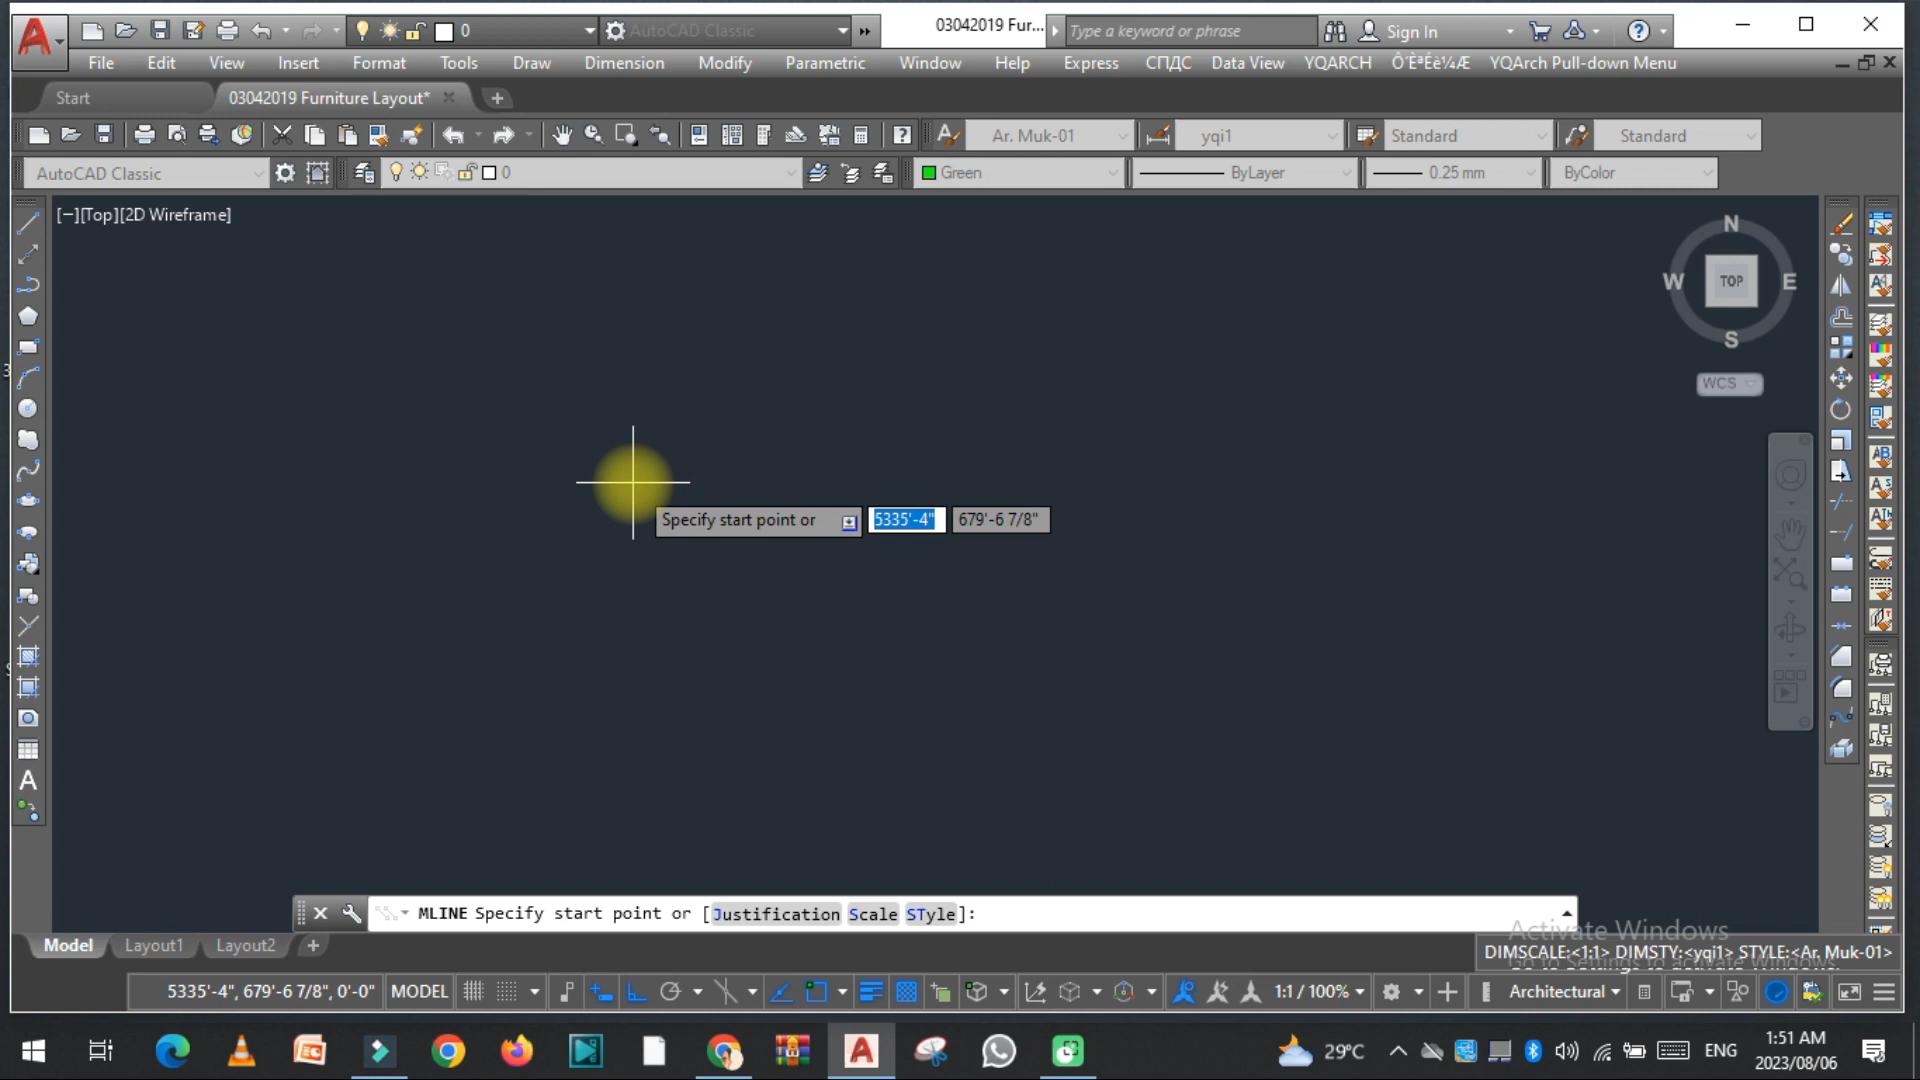 0
AutoCAD Classic
03042019 Fur...
Type a keyword or phrase
Sign In
File Edit View Insert Format Tools Draw Dimension Modify Parametric Window Help Express СПДС Data View YQARCH Ô´ÈªÉè¼Æ YQArch Pull-down Menu
Start
03042019 Furniture Layout*
Ar. Muk-01
yqi1
Standard
Standard
AutoCAD Classic
0
Green
ByLayer
0.25 mm
ByColor
[−][Top][2D Wireframe]
N
W
TOP
E
S
WCS
Specify start point or
5335'-4"
679'-6 7/8"
MLINE Specify start point or [Justification Scale STyle]:
Activate Windows
Model
Layout1
Layout2
DIMSCALE:<1:1> DIMSTY:<yqi1> STYLE:<Ar. Muk-01>
5335'-4", 679'-6 7/8", 0'-0"
MODEL
1:1 / 100%
Architectural
29°C
ENG
1:51 AM
2023/08/06